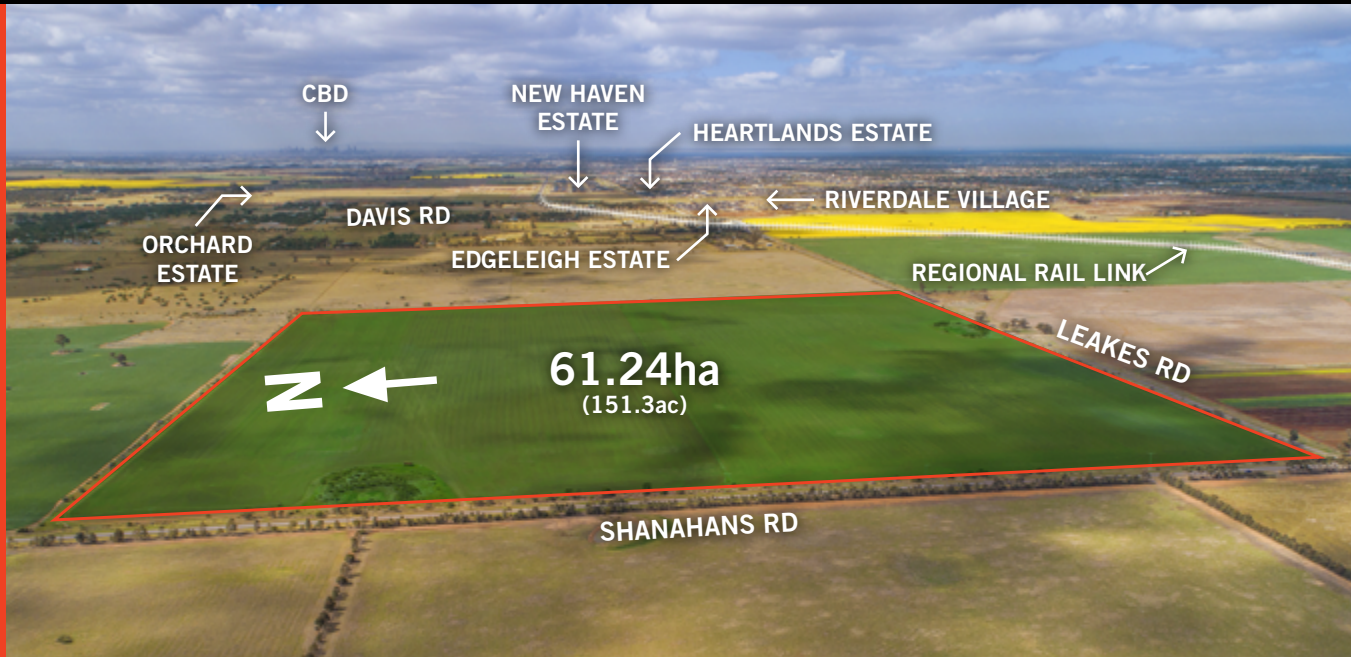 CBD
NEW HAVEN
ESTATE
HEARTLANDS ESTATE
RIVERDALE VILLAGE
DAVIS RD
ORCHARD
ESTATE
EDGELEIGH ESTATE
REGIONAL RAIL LINK
LEAKES RD
61.24ha
(151.3ac)
N
SHANAHANS RD